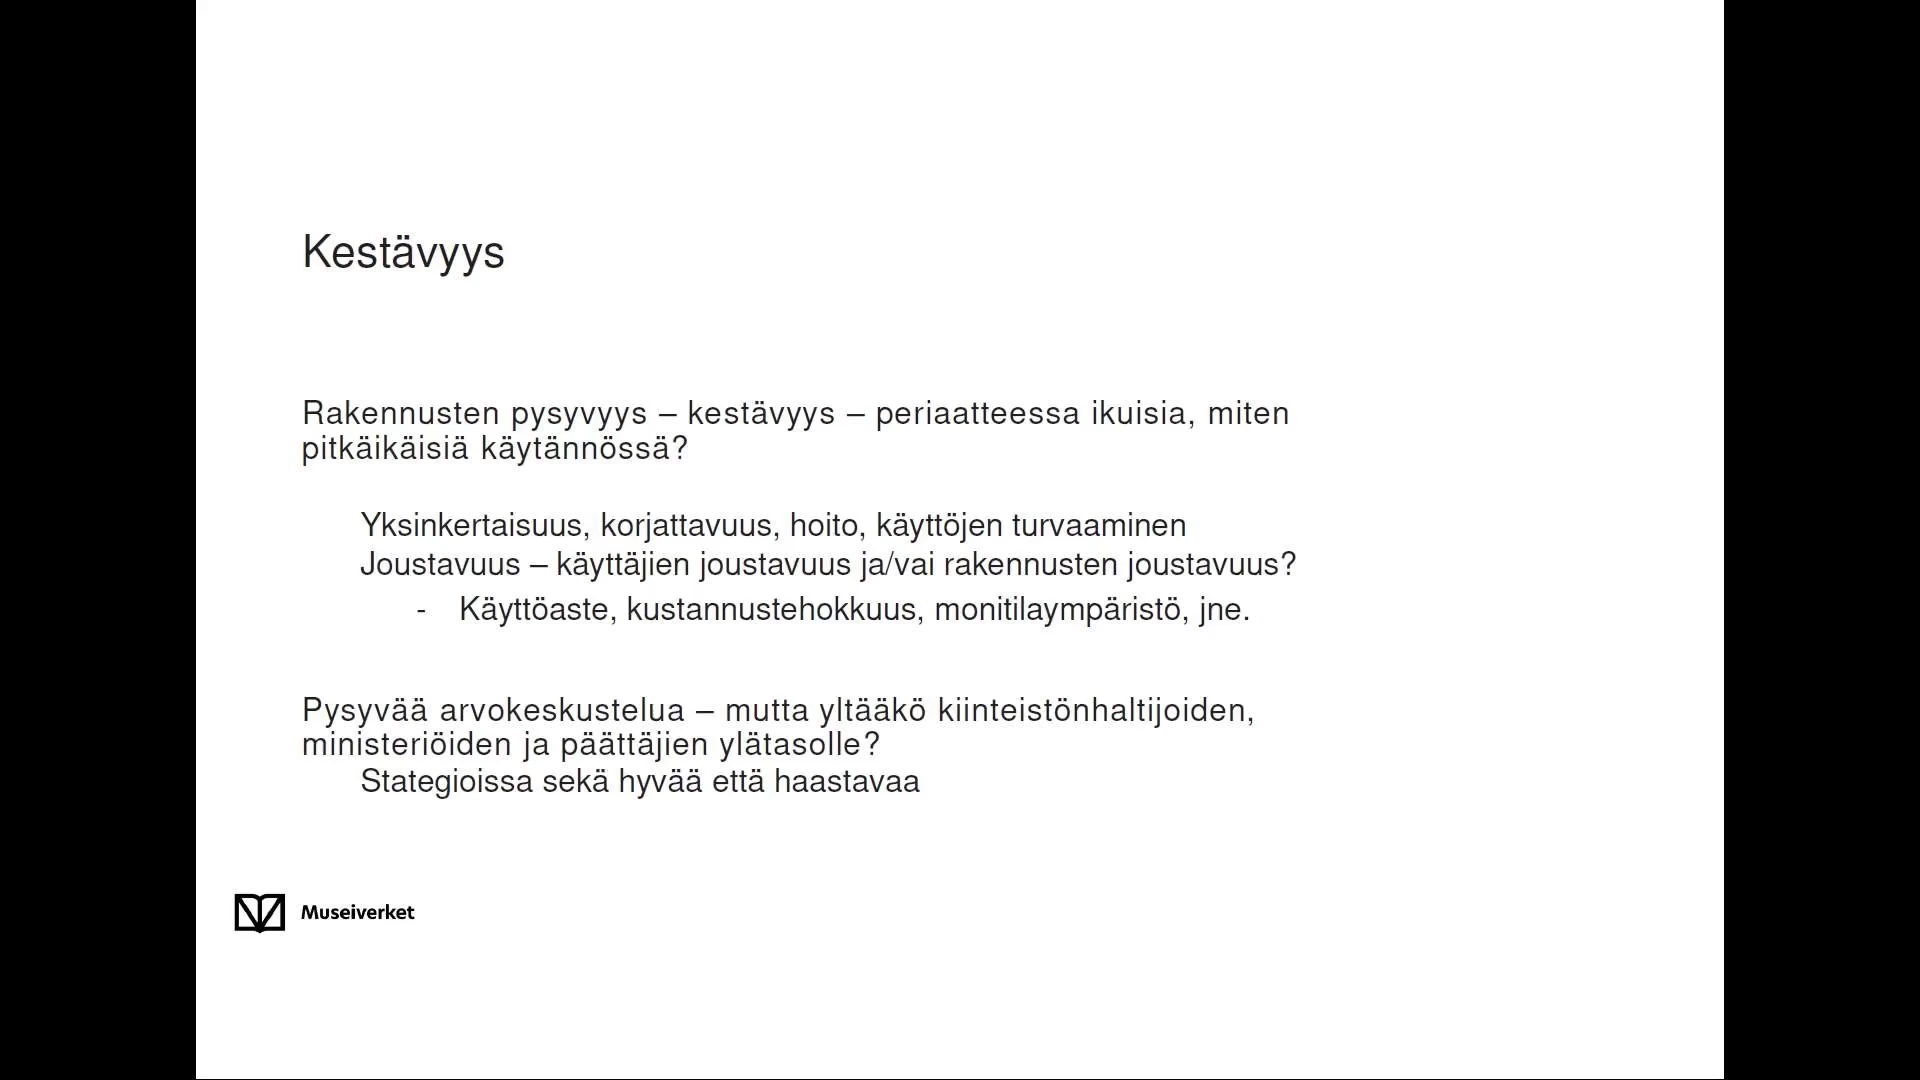 Kestävyys
Rakennusten pysyvyys – kestävyys – periaatteessa ikuisia, miten
pitkäikäisiä käytännössä?
Yksinkertaisuus, korjattavuus, hoito, käyttöjen turvaaminen
Joustavuus – käyttäjien joustavuus ja/vai rakennusten joustavuus?
- Käyttöaste, kustannustehokkuus, monitilaympäristö, jne.
Pysyvää arvokeskustelua – mutta yltääkö kiinteistönhaltijoiden,
ministeriöiden ja päättäjien ylätasolle?
Stategioissa sekä hyvää että haastavaa
Museiverket